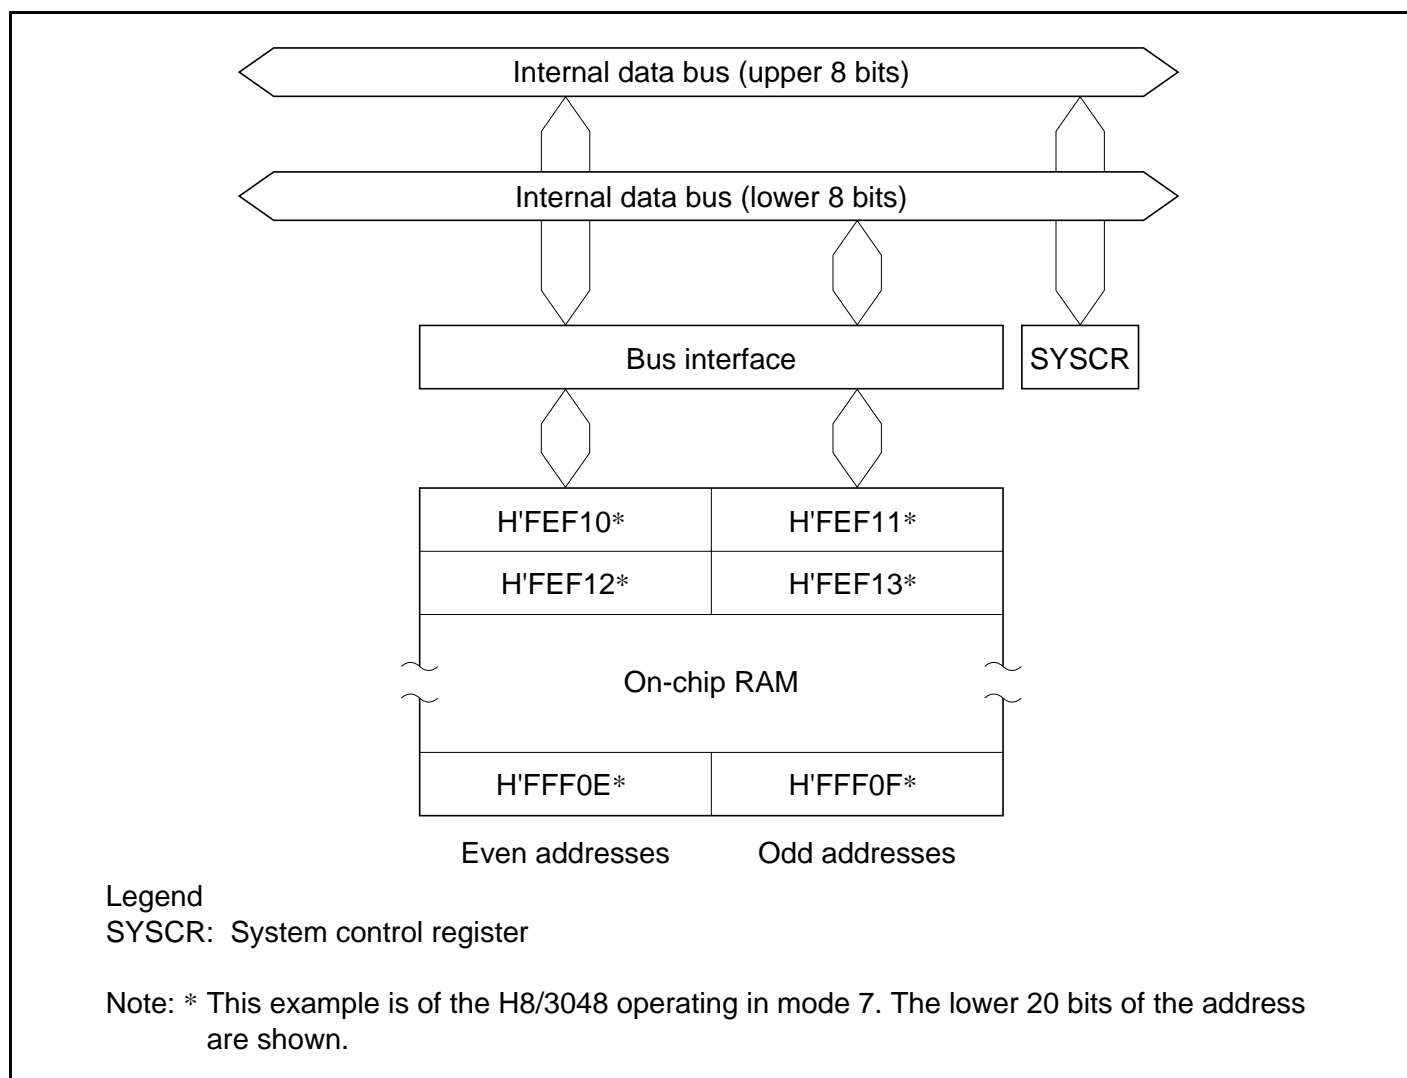 Internal data bus (upper 8 bits)
Internal data bus (lower 8 bits)
Bus interface
SYSCR
H'FEF10*
H'FEF11*
H'FEF12*
H'FEF13*
On-chip RAM
H'FFF0E*
H'FFF0F*
Even addresses
Odd addresses
Legend
SYSCR: System control register
Note: * This example is of the H8/3048 operating in mode 7. The lower 20 bits of the address
are shown.